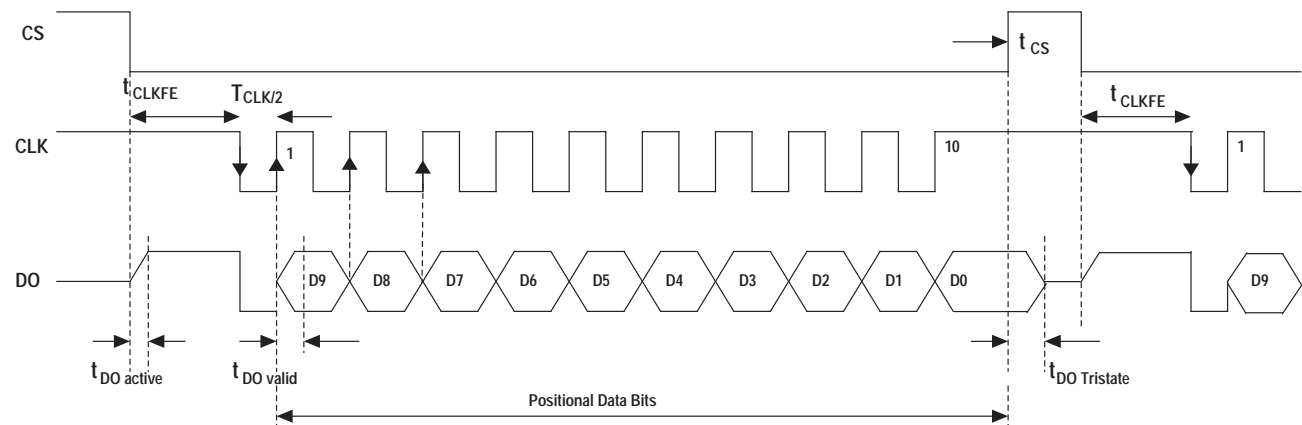 CS
t CS
t CLKFE
T CLK/2
t CLKFE
CLK
1
10
1
DO
D9
D8
D7
D6
D5
D4
D3
D2
D1
D0
D9
t DO active
t DO valid
t DO Tristate
Positional Data Bits